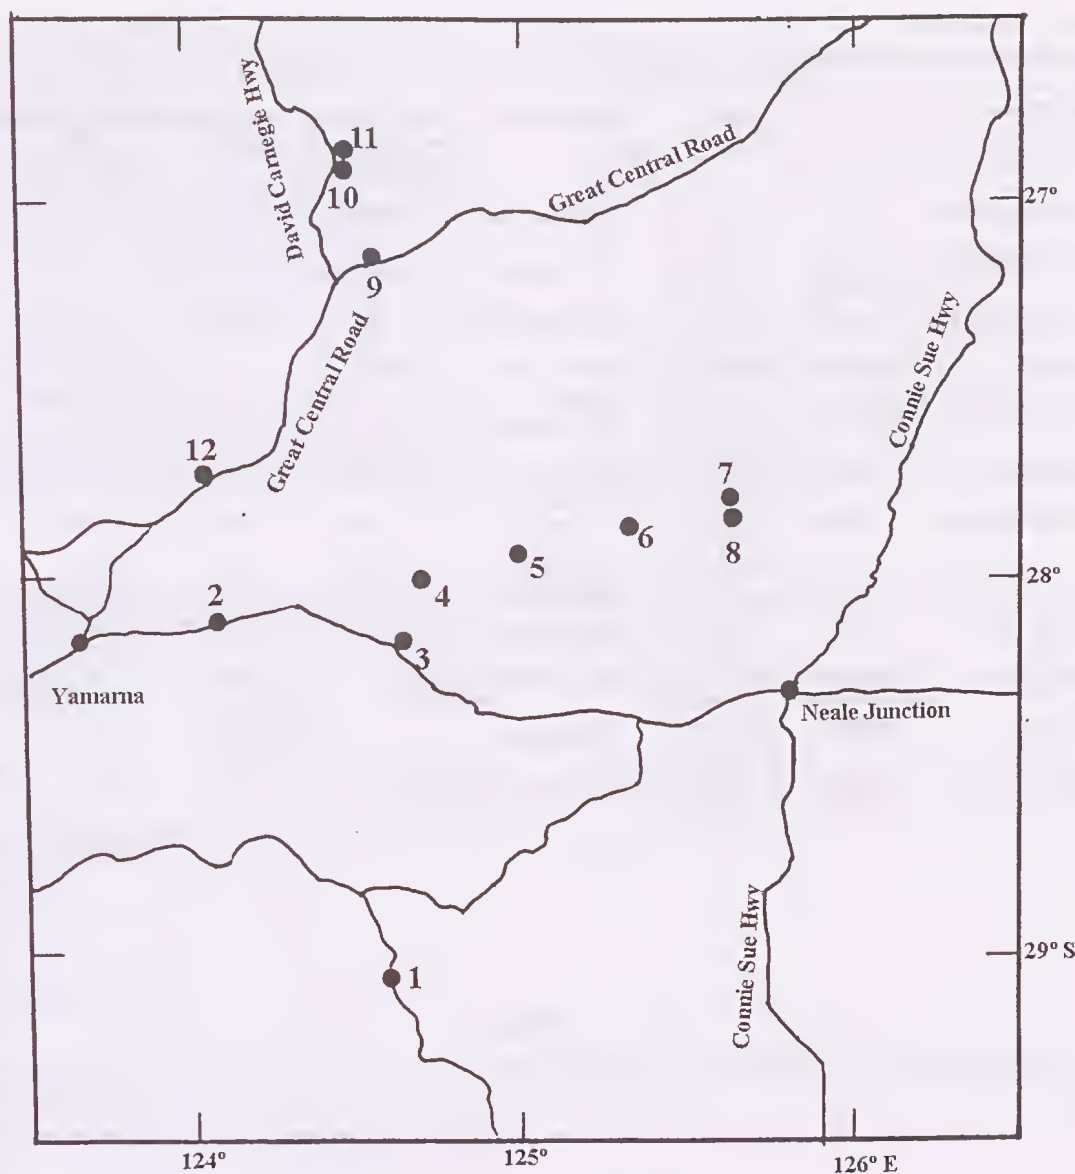 David Carnegie Hwy
11
10
Great Central Road
27°
9
Great Central Road
Connie Sue Hwy
12
7
6
8
5
28°
4
2
3
Yamarna
Neale Junction
Connie Sue Hwy
29° S
1
124°
125°
126° E